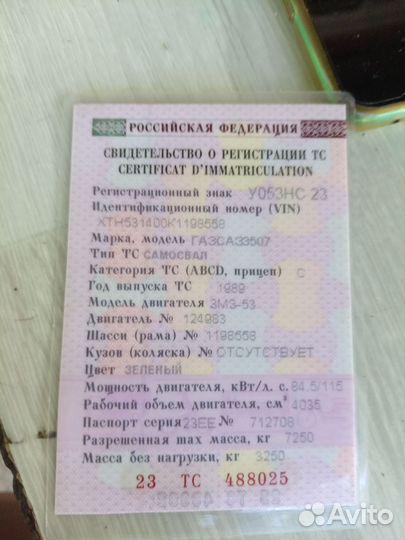 РОССИЙСКАЯ ФЕДЕРАЦИЯ
СВИДЕТЕЛЬСТВО О РЕГИСТРАЦИИ ТС
CERTIFICAT D'IMMATRICULATION
Регистрационный знак У053НС 23
Идентификационный номер (VIN)
ХТН531400К1198558
Марка, модель ГАЗСАЗ3507
Тип ТС САМОСВАЛ
Категория ТС (ABCD, прицеп) С
Год выпуска ТС 1989
Модель двигателя ЗМЗ-53
Двигатель № 124983
Шасси (рама) № 1198558
Кузов (коляска) № ОТСУТСТВУЕТ
Цвет ЗЕЛЕНЫЙ
Мощность двигателя, кВт/л. с. 84.5/115
Рабочий объем двигателя, см³ 4035
Паспорт серия 23ЕЕ № 712708
Разрешенная max масса, кг 7250
Масса без нагрузки, кг 3250
23 ТС 488025
Avito